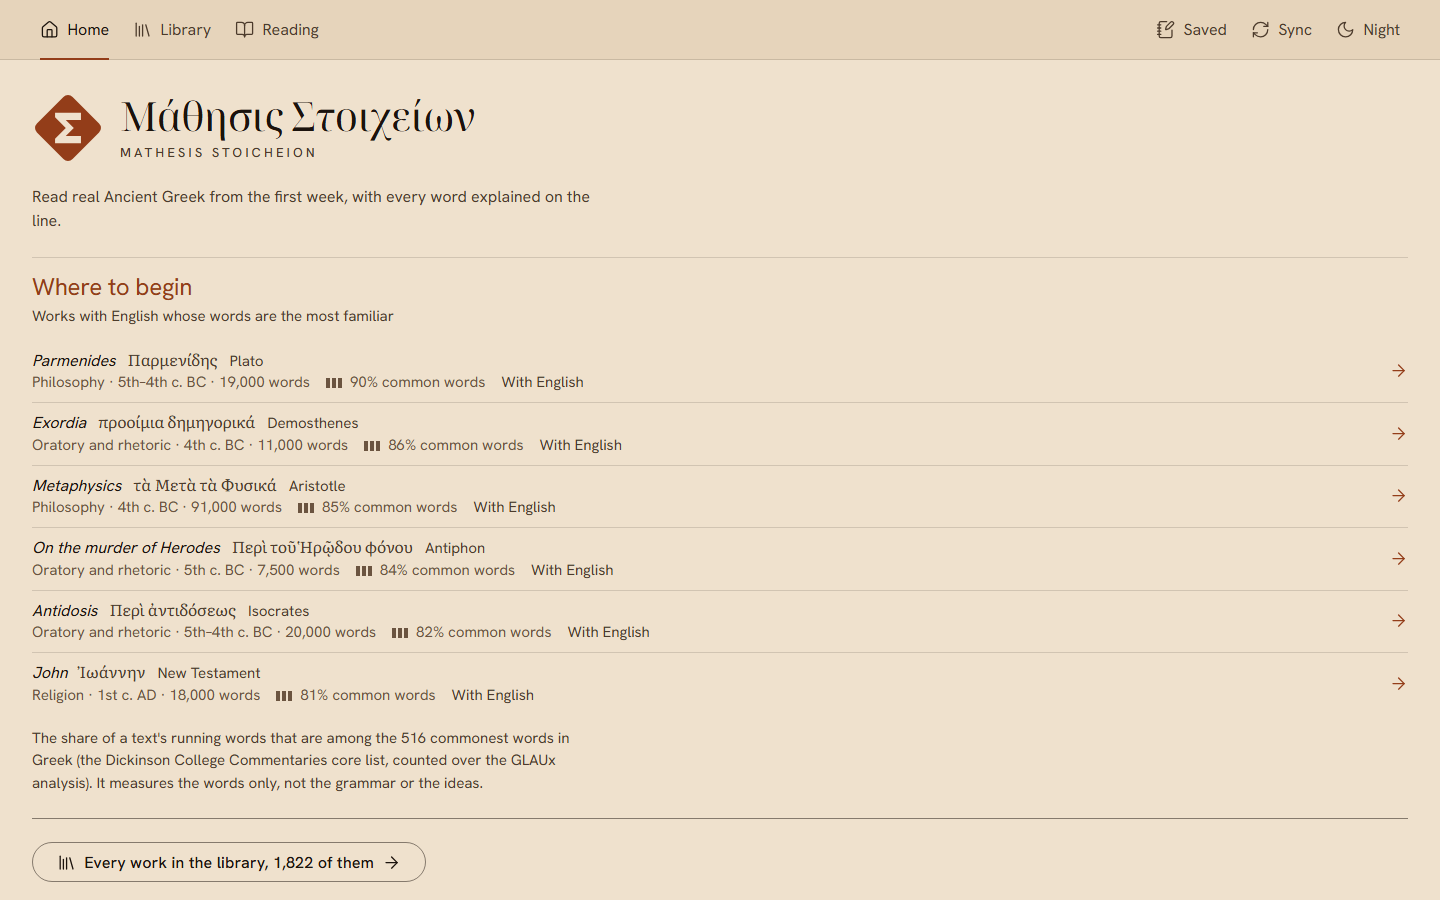 Home Library Reading Saved Sync Night
Σ
Μάθησις Στοιχείων
MATHESIS STOICHEION
Read real Ancient Greek from the first week, with every word explained on the
line.
Where to begin
Works with English whose words are the most familiar
Parmenides Παρμενίδης Plato
Philosophy · 5th–4th c. BC · 19,000 words 90% common words With English
Exordia προοίμια δημηγορικά Demosthenes
Oratory and rhetoric · 4th c. BC · 11,000 words 86% common words With English
Metaphysics τὰ Μετὰ τὰ Φυσικά Aristotle
Philosophy · 4th c. BC · 91,000 words 85% common words With English
On the murder of Herodes Περὶ τοῦ Ἡρῴδου φόνου Antiphon
Oratory and rhetoric · 5th c. BC · 7,500 words 84% common words With English
Antidosis Περὶ ἀντιδόσεως Isocrates
Oratory and rhetoric · 5th–4th c. BC · 20,000 words 82% common words With English
John Ἰωάννην New Testament
Religion · 1st c. AD · 18,000 words 81% common words With English
The share of a text's running words that are among the 516 commonest words in
Greek (the Dickinson College Commentaries core list, counted over the GLAUx
analysis). It measures the words only, not the grammar or the ideas.
Every work in the library, 1,822 of them →